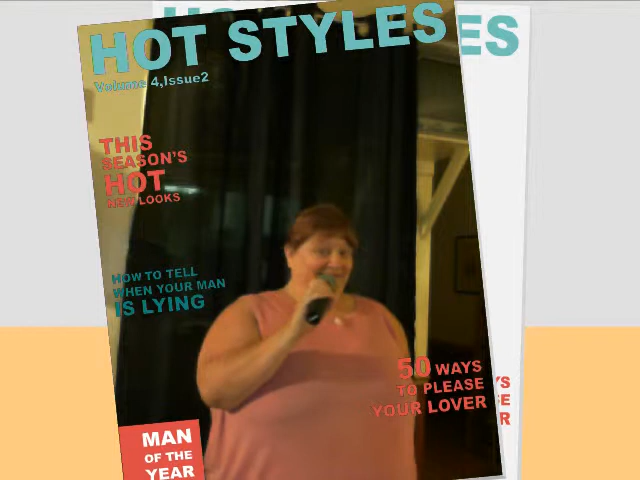 HOT STYLES
Volume 4,Issue2
THIS
SEASON'S
HOT
NEW LOOKS
HOW TO TELL
WHEN YOUR MAN
IS LYING
50 WAYS
TO PLEASE
YOUR LOVER
MAN
OF THE
YEAR
ES